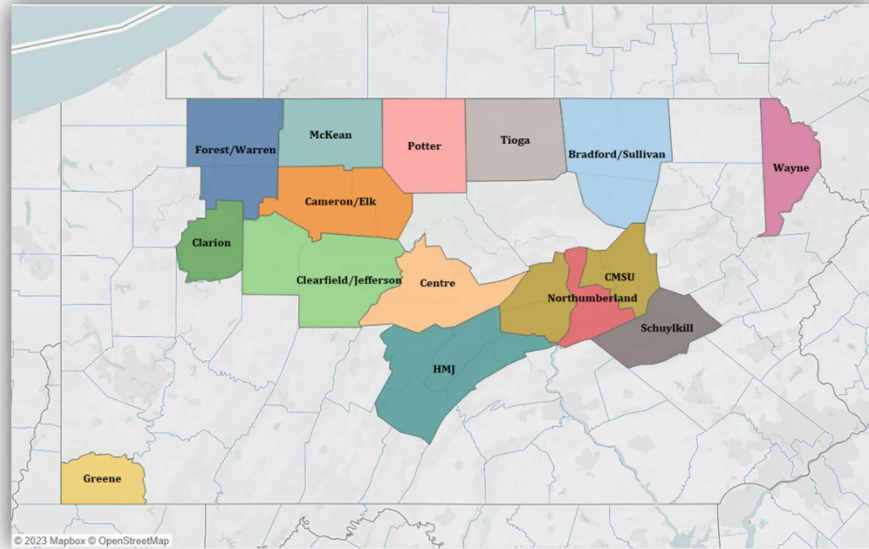 Forest/Warren
McKean
Potter
Tioga
Bradford/Sullivan
Wayne
Cameron/Elk
Clarion
Clearfield/Jefferson
Centre
CMSU
Northumberland
Schuylkill
HMJ
Greene
© 2023 Mapbox © OpenStreetMap